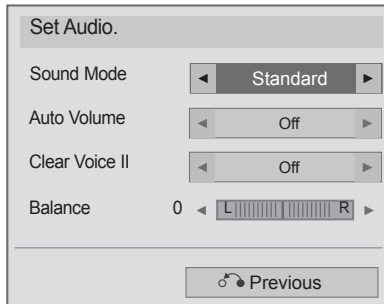 Set Audio.
Sound Mode ◄ Standard ►
Auto Volume ◄ Off ►
Clear Voice II ◄ Off ►
Balance 0 ◄ L R ►
Previous